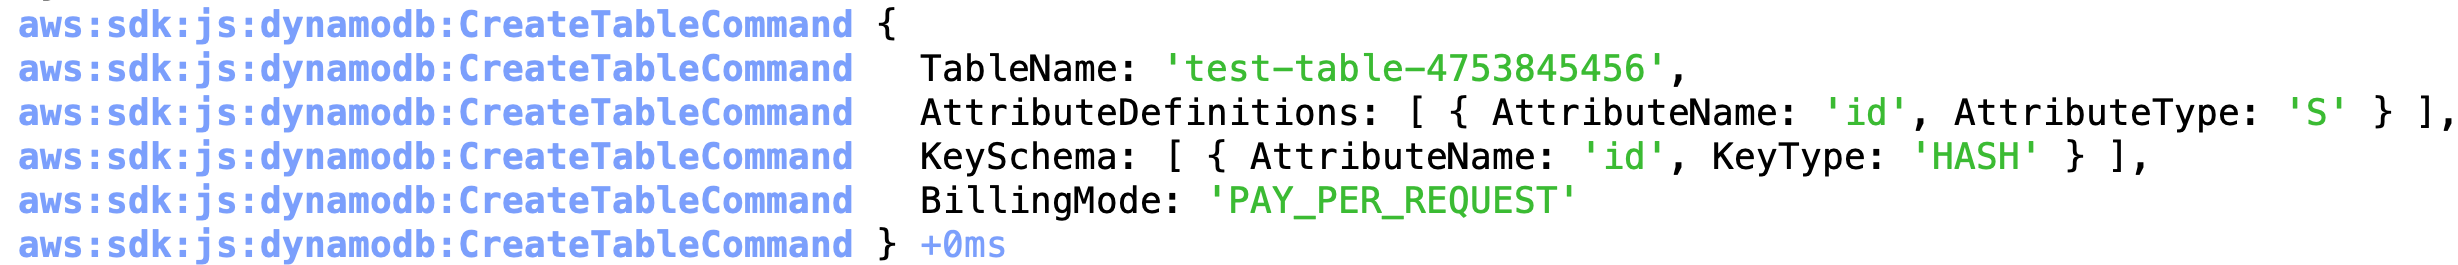 aws:sdk:js:dynamodb:CreateTableCommand {
aws:sdk:js:dynamodb:CreateTableCommand   TableName: 'test-table-4753845456',
aws:sdk:js:dynamodb:CreateTableCommand   AttributeDefinitions: [ { AttributeName: 'id', AttributeType: 'S' } ],
aws:sdk:js:dynamodb:CreateTableCommand   KeySchema: [ { AttributeName: 'id', KeyType: 'HASH' } ],
aws:sdk:js:dynamodb:CreateTableCommand   BillingMode: 'PAY_PER_REQUEST'
aws:sdk:js:dynamodb:CreateTableCommand } +0ms